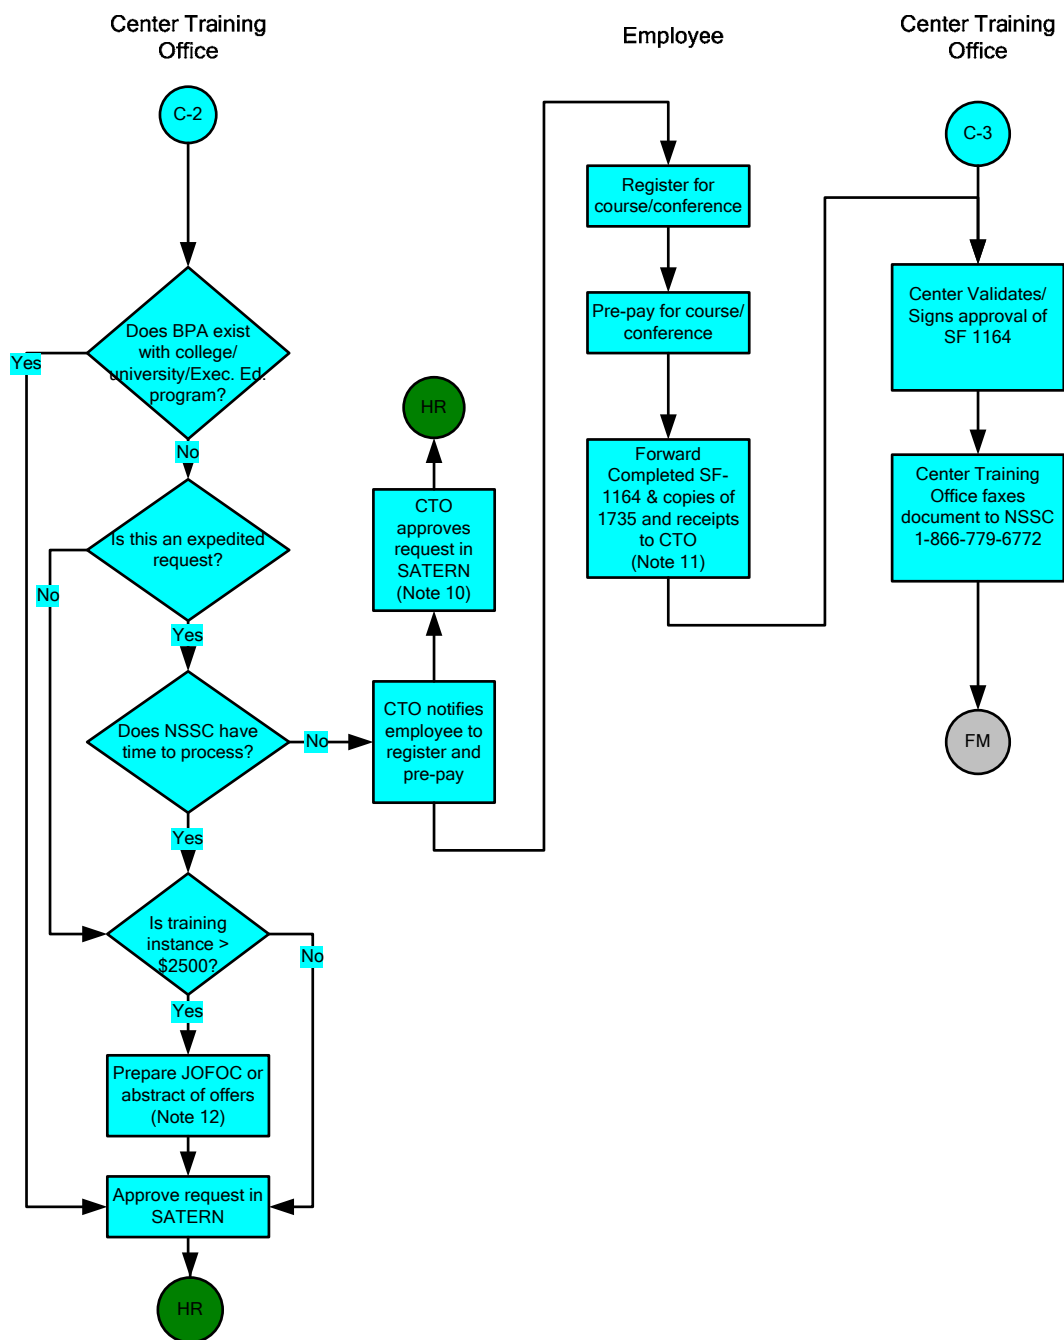 Center Training
Office
Employee
Center Training
Office
C-2
C-3
Register for
course/conference
Pre-pay for course/
conference
Forward
Completed SF-
1164 & copies of
1735 and receipts
to CTO
(Note 11)
Center Validates/
Signs approval of
SF 1164
Center Training
Office faxes
document to NSSC
1-866-779-6772
FM
Does BPA exist
with college/
university/Exec. Ed.
program?
Yes
No
Is this an expedited
request?
No
Yes
Does NSSC have
time to process?
No
CTO notifies
employee to
register and
pre-pay
CTO
approves
request in
SATERN
(Note 10)
HR
Yes
Is training
instance >
$2500?
No
Yes
Prepare JOFOC or
abstract of offers
(Note 12)
Approve request in
SATERN
HR